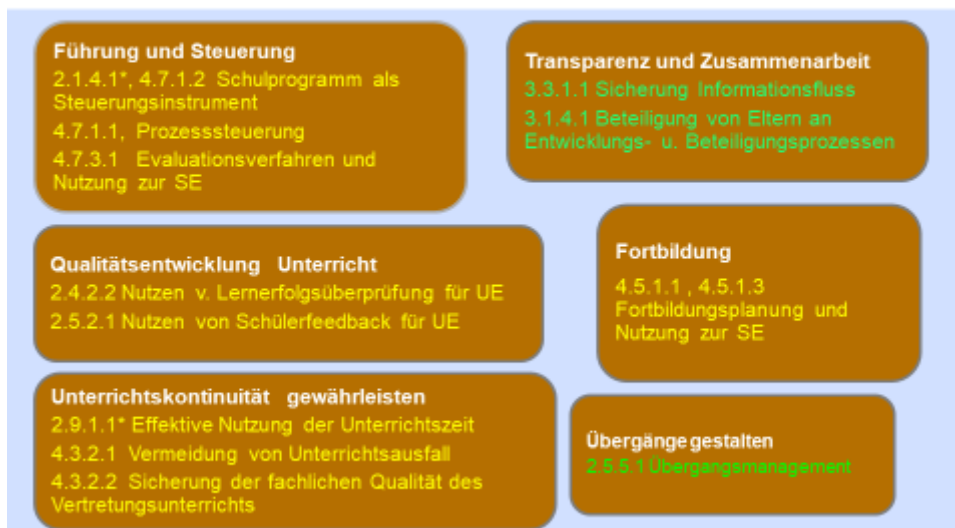 Führung und Steuerung
2.1.4.1*, 4.7.1.2 Schulprogramm als
Steuerungsinstrument
4.7.1.1, Prozesssteuerung
4.7.3.1 Evaluationsverfahren und
Nutzung zur SE
Transparenz und Zusammenarbeit
3.3.1.1 Sicherung Informationsfluss
3.1.4.1 Beteiligung von Eltern an
Entwicklungs- u. Beteiligungsprozessen
Qualitätsentwicklung Unterricht
2.4.2.2 Nutzen v. Lernerfolgsüberprüfung für UE
2.5.2.1 Nutzen von Schülerfeedback für UE
Fortbildung
4.5.1.1 , 4.5.1.3
Fortbildungsplanung und
Nutzung zur SE
Unterrichtskontinuität gewährleisten
2.9.1.1* Effektive Nutzung der Unterrichtszeit
4.3.2.1 Vermeidung von Unterrichtsausfall
4.3.2.2 Sicherung der fachlichen Qualität des
Vertretungsunterrichts
Übergänge gestalten
2.5.5.1 Übergangsmanagement